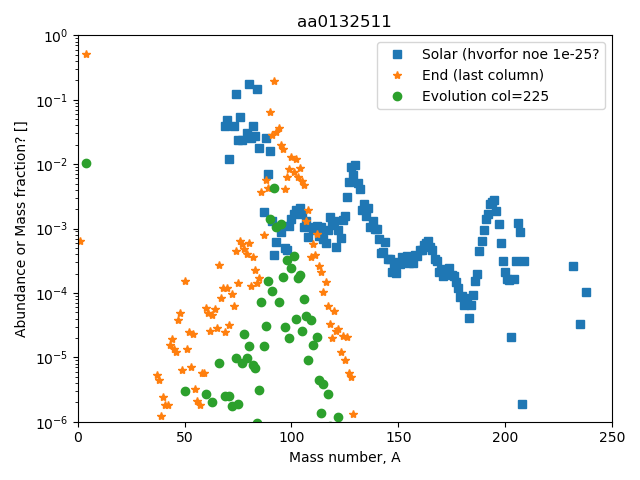 aa0132511
Solar (hvorfor noe 1e-25?
End (last column)
Evolution col=225
Abundance or Mass fraction? []
10^0
10^-1
10^-2
10^-3
10^-4
10^-5
10^-6
0 50 100 150 200 250
Mass number, A